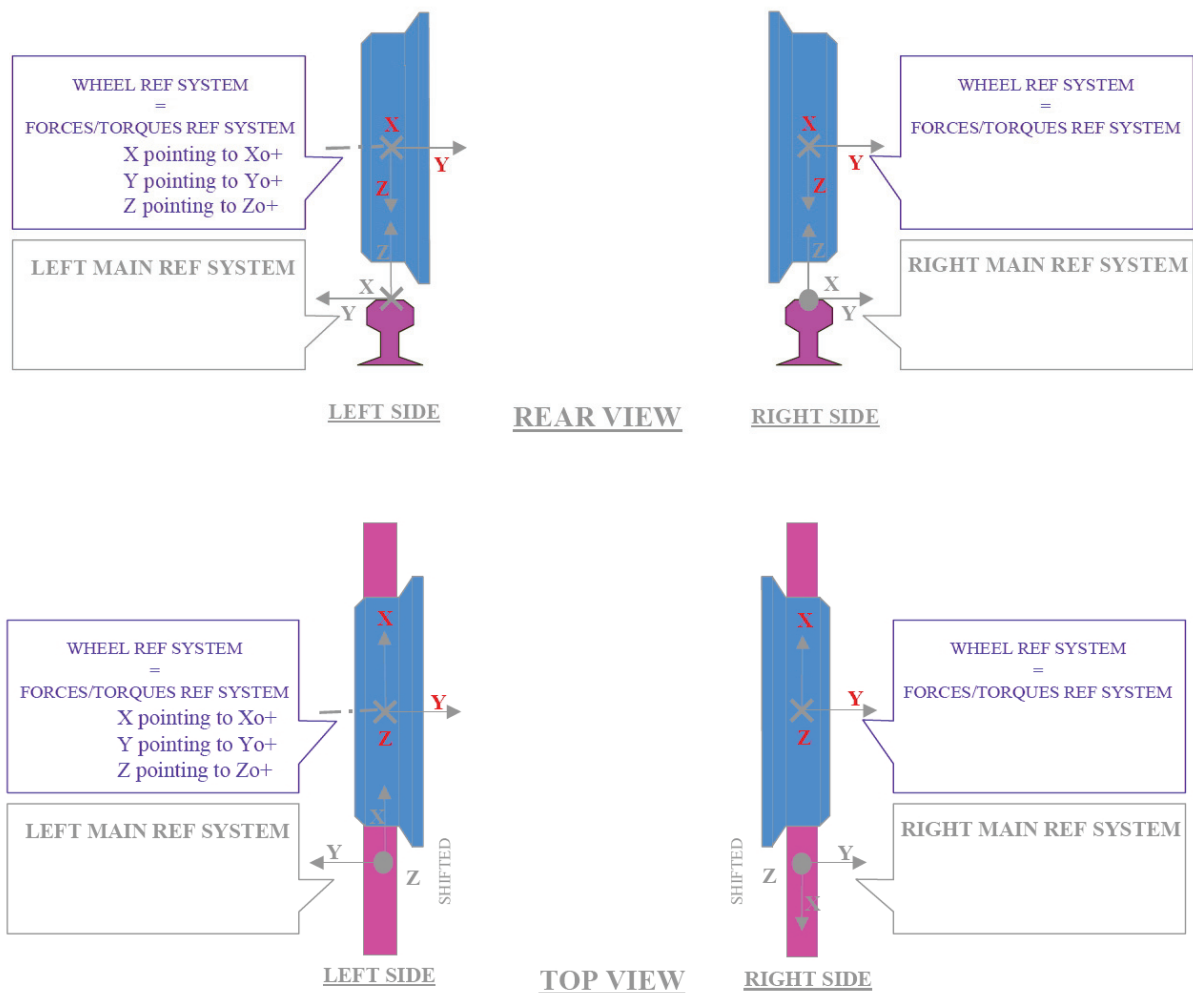 WHEEL REF SYSTEM
=
FORCES/TORQUES REF SYSTEM
X pointing to Xo+
Y pointing to Yo+
Z pointing to Zo+
LEFT MAIN REF SYSTEM
X
Y
Z
Z
X
Y
LEFT SIDE
REAR VIEW
X
Y
Z
Z
X
Y
RIGHT SIDE
WHEEL REF SYSTEM
=
FORCES/TORQUES REF SYSTEM
RIGHT MAIN REF SYSTEM
WHEEL REF SYSTEM
=
FORCES/TORQUES REF SYSTEM
X pointing to Xo+
Y pointing to Yo+
Z pointing to Zo+
LEFT MAIN REF SYSTEM
X
Y
Z
X
Y
Z
SHIFTED
LEFT SIDE
TOP VIEW
X
Y
Z
SHIFTED
Z
Y
X
RIGHT SIDE
WHEEL REF SYSTEM
=
FORCES/TORQUES REF SYSTEM
RIGHT MAIN REF SYSTEM